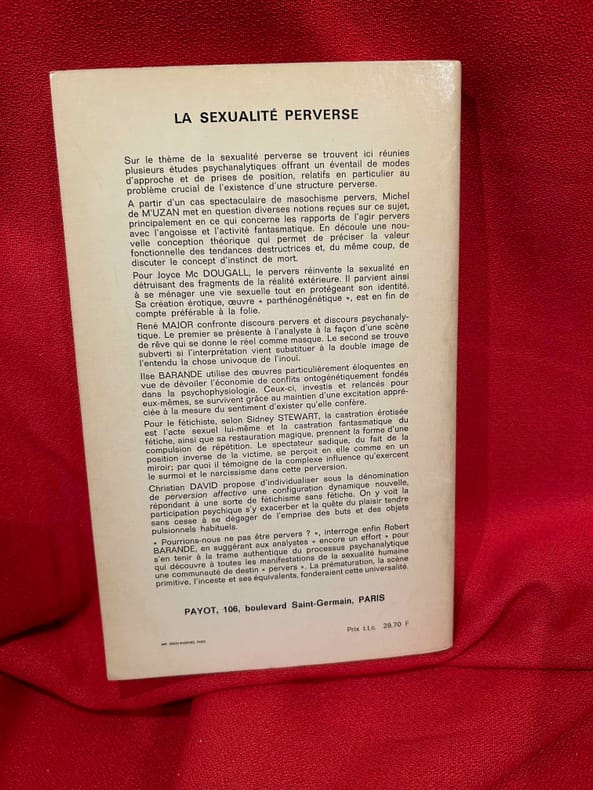 LA SEXUALITÉ PERVERSE
Sur le thème de la sexualité perverse se trouvent ici réunies
plusieurs études psychanalytiques offrant un éventail de modes
d'approche et de prises de position, relatifs en particulier au
problème crucial de l'existence d'une structure perverse.
A partir d'un cas spectaculaire de masochisme pervers, Michel
de M'UZAN met en question diverses notions reçues sur ce sujet,
principalement en ce qui concerne les rapports de l'agir pervers
avec l'angoisse et l'activité fantasmatique. En découle une nou-
velle conception théorique qui permet de préciser la valeur
fonctionnelle des tendances destructrices et, du même coup, de
discuter le concept d'instinct de mort.
Pour Joyce Mc DOUGALL, le pervers réinvente la sexualité en
détruisant des fragments de la réalité extérieure. Il parvient ainsi
à se ménager une vie sexuelle tout en protégeant son identité.
Sa création érotique, œuvre « parthénogénétique », est en fin de
compte préférable à la folie.
René MAJOR confronte discours pervers et discours psychanaly-
tique. Le premier se présente à l'analyste à la façon d'une scène
de rêve qui se donne le réel comme masque. Le second se trouve
subverti si l'interprétation vient substituer à la double image de
l'entendu la chose univoque de l'inouï.
Ilse BARANDE utilise des œuvres particulièrement éloquentes en
vue de dévoiler l'économie de conflits ontogénétiquement fondés
dans la psychophysiologie. Ceux-ci, investis et relancés pour
eux-mêmes, se survivent grâce au maintien d'une excitation appré-
ciée à la mesure du sentiment d'exister qu'elle confère.
Pour le fétichiste, selon Sidney STEWART, la castration érotisée
est l'acte sexuel lui-même et la castration fantasmatique du
fétiche, ainsi que sa restauration magique, prennent la forme d'une
compulsion de répétition. Le spectateur sadique, du fait de la
position inverse de la victime, se perçoit en elle comme en un
miroir; par quoi il témoigne de la complexe influence qu'exercent
le surmoi et le narcissisme dans cette perversion.
Christian DAVID propose d'individualiser sous la dénomination
de perversion affective une configuration dynamique nouvelle,
répondant à une sorte de fétichisme sans fétiche. On y voit la
participation psychique s'y exacerber et la quête du plaisir tendre
sans cesse à se dégager de l'emprise des buts et des objets
pulsionnels habituels.
« Pourrions-nous ne pas être pervers ? », interroge enfin Robert
BARANDE, en suggérant aux analystes « encore un effort » pour
s'en tenir à la trame authentique du processus psychanalytique
qui découvre à toutes les manifestations de la sexualité humaine
une communauté de destin « pervers ». La prématuration, la scène
primitive, l'inceste et ses équivalents, fonderaient cette universalité.
PAYOT, 106, boulevard Saint-Germain, PARIS
Prix t.t.c. 29,70 F